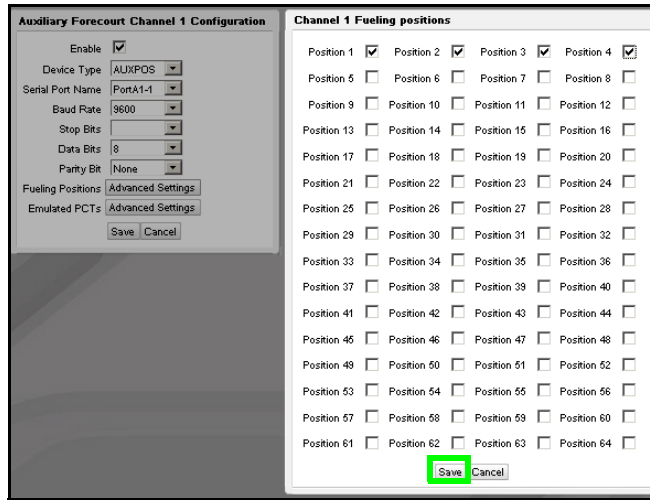 Auxiliary Forecourt Channel 1 Configuration
Enable
Device Type AUXPOS
Serial Port Name PortA1-1
Baud Rate 9600
Stop Bits
Data Bits 8
Parity Bit None
Fueling Positions Advanced Settings
Emulated PCTs Advanced Settings
Save Cancel
Channel 1 Fueling positions
Position 1 Position 2 Position 3 Position 4
Position 5 Position 6 Position 7 Position 8
Position 9 Position 10 Position 11 Position 12
Position 13 Position 14 Position 15 Position 16
Position 17 Position 18 Position 19 Position 20
Position 21 Position 22 Position 23 Position 24
Position 25 Position 26 Position 27 Position 28
Position 29 Position 30 Position 31 Position 32
Position 33 Position 34 Position 35 Position 36
Position 37 Position 38 Position 39 Position 40
Position 41 Position 42 Position 43 Position 44
Position 45 Position 46 Position 47 Position 48
Position 49 Position 50 Position 51 Position 52
Position 53 Position 54 Position 55 Position 56
Position 57 Position 58 Position 59 Position 60
Position 61 Position 62 Position 63 Position 64
Save Cancel